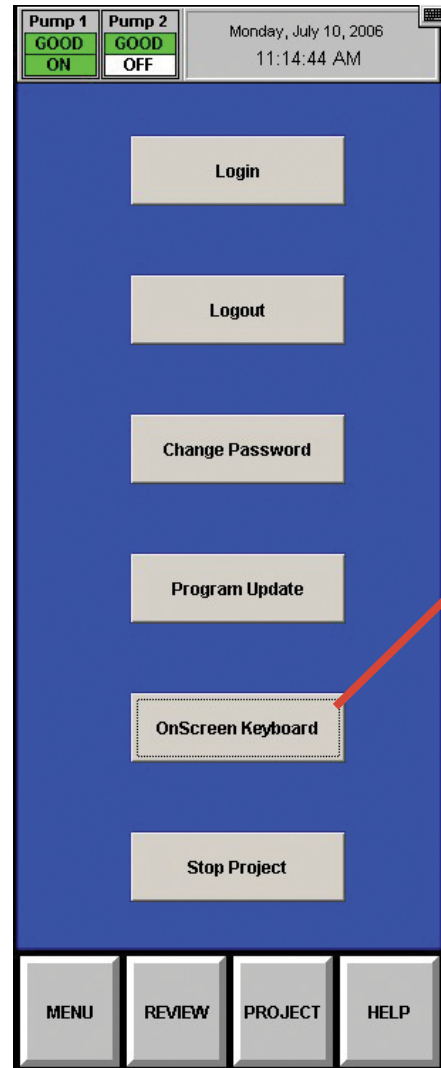 Pump 1
GOOD
ON
Pump 2
GOOD
OFF
Monday, July 10, 2006
11:14:44 AM
Login
Logout
Change Password
Program Update
OnScreen Keyboard
Stop Project
MENU
REVIEW
PROJECT
HELP